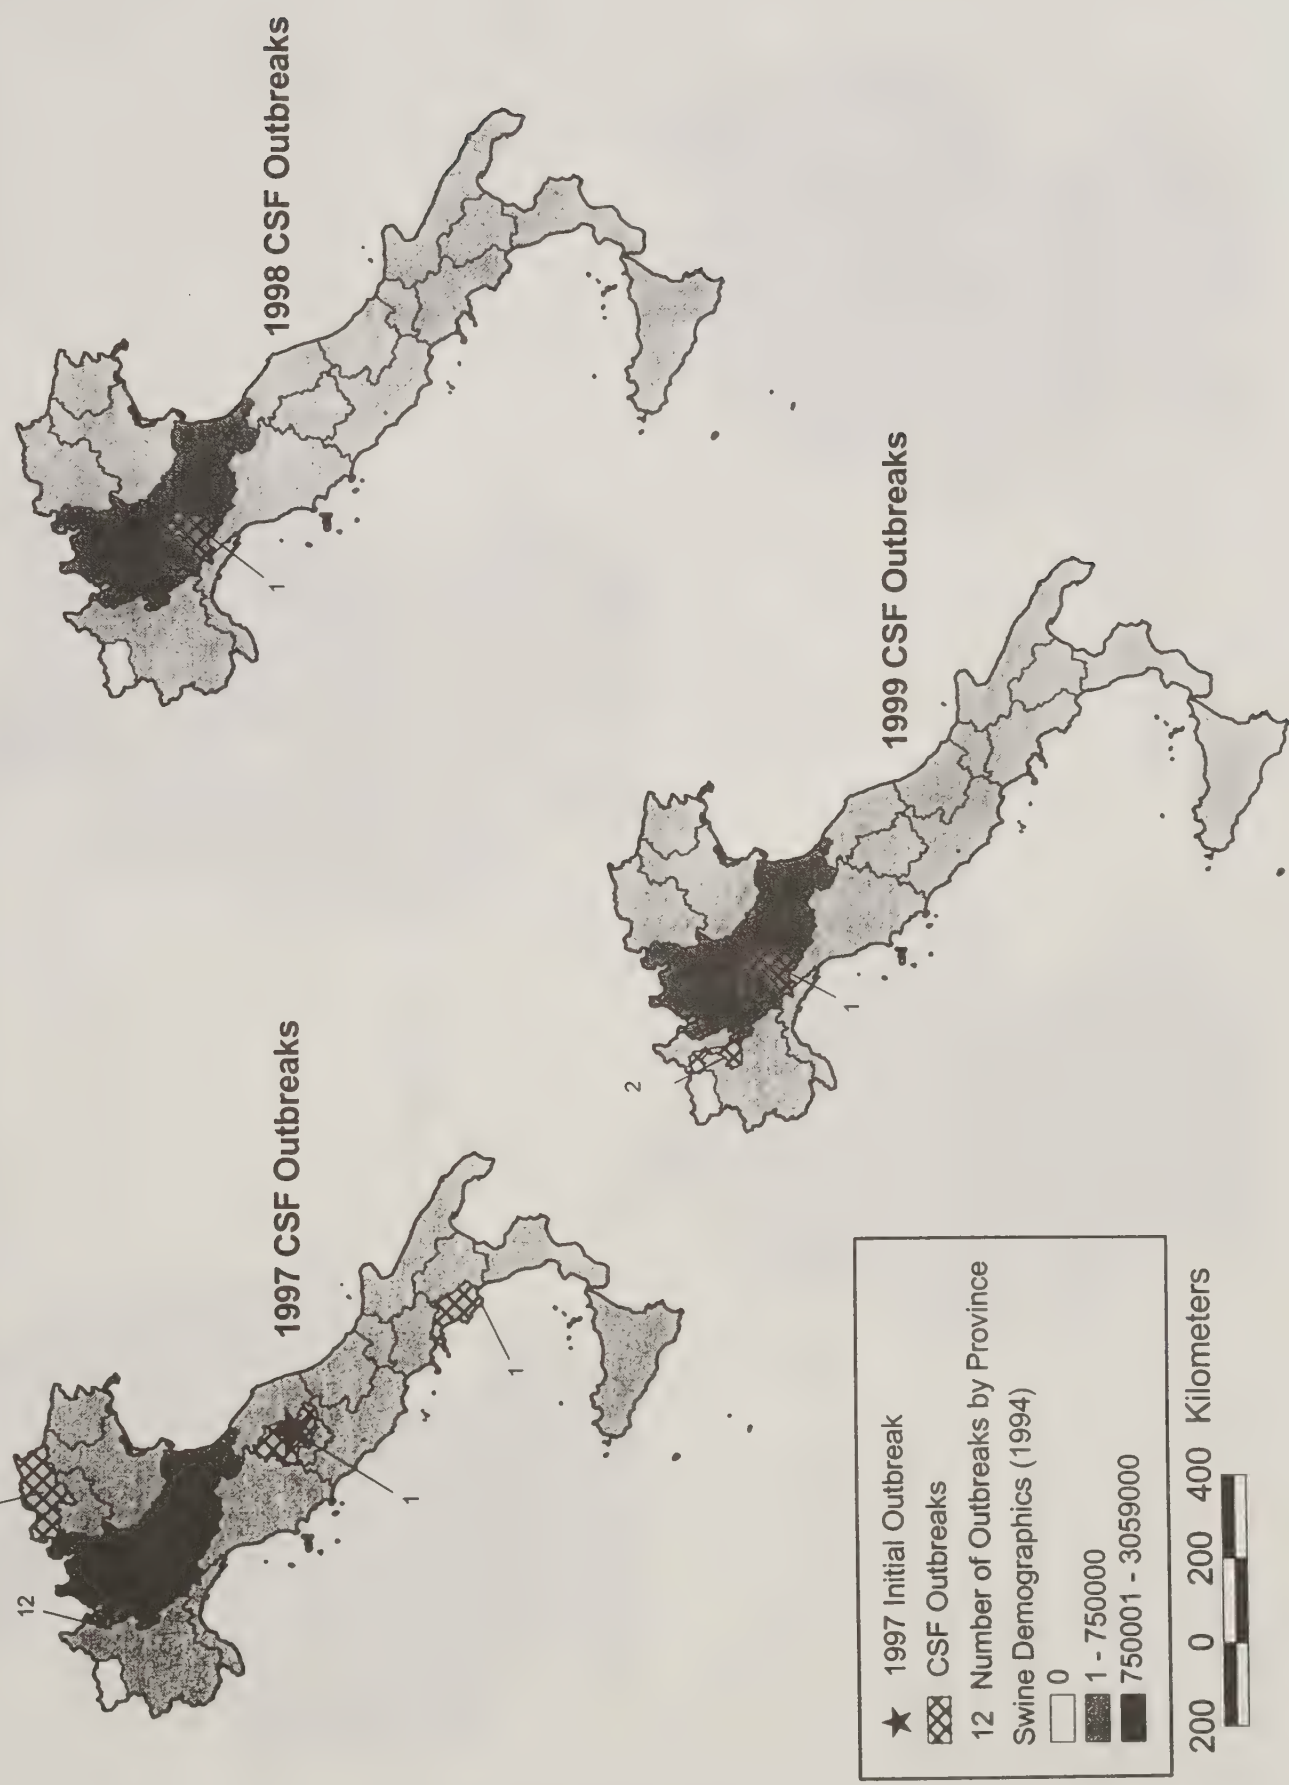 1997 CSF Outbreaks
12
1
1
1998 CSF Outbreaks
1
1999 CSF Outbreaks
2
1
1997 Initial Outbreak
CSF Outbreaks
12 Number of Outbreaks by Province
Swine Demographics (1994)
0
1 - 750000
750001 - 3059000
200 0 200 400 Kilometers